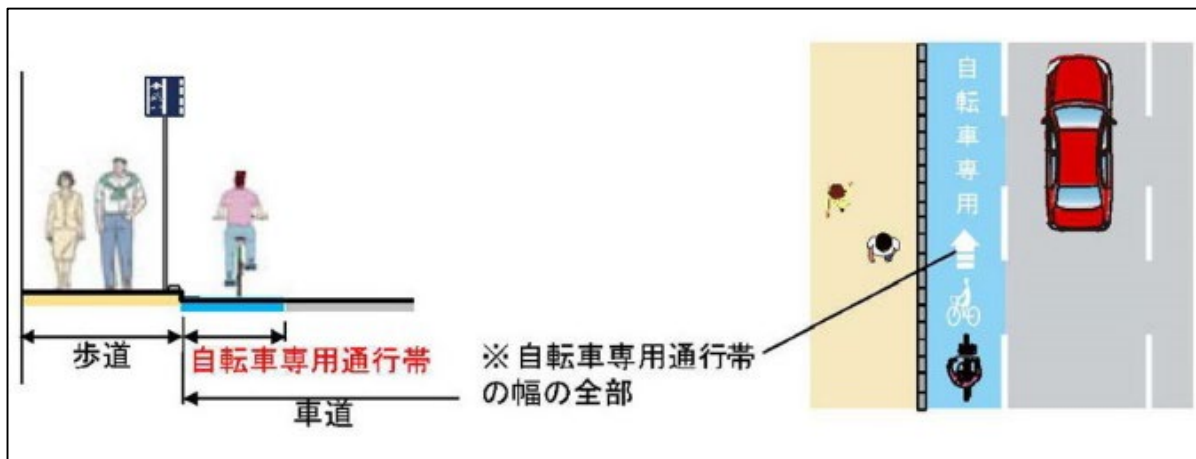 歩道
自転車専用通行帯
車道
※自転車専用通行帯
の幅の全部
自転車専用